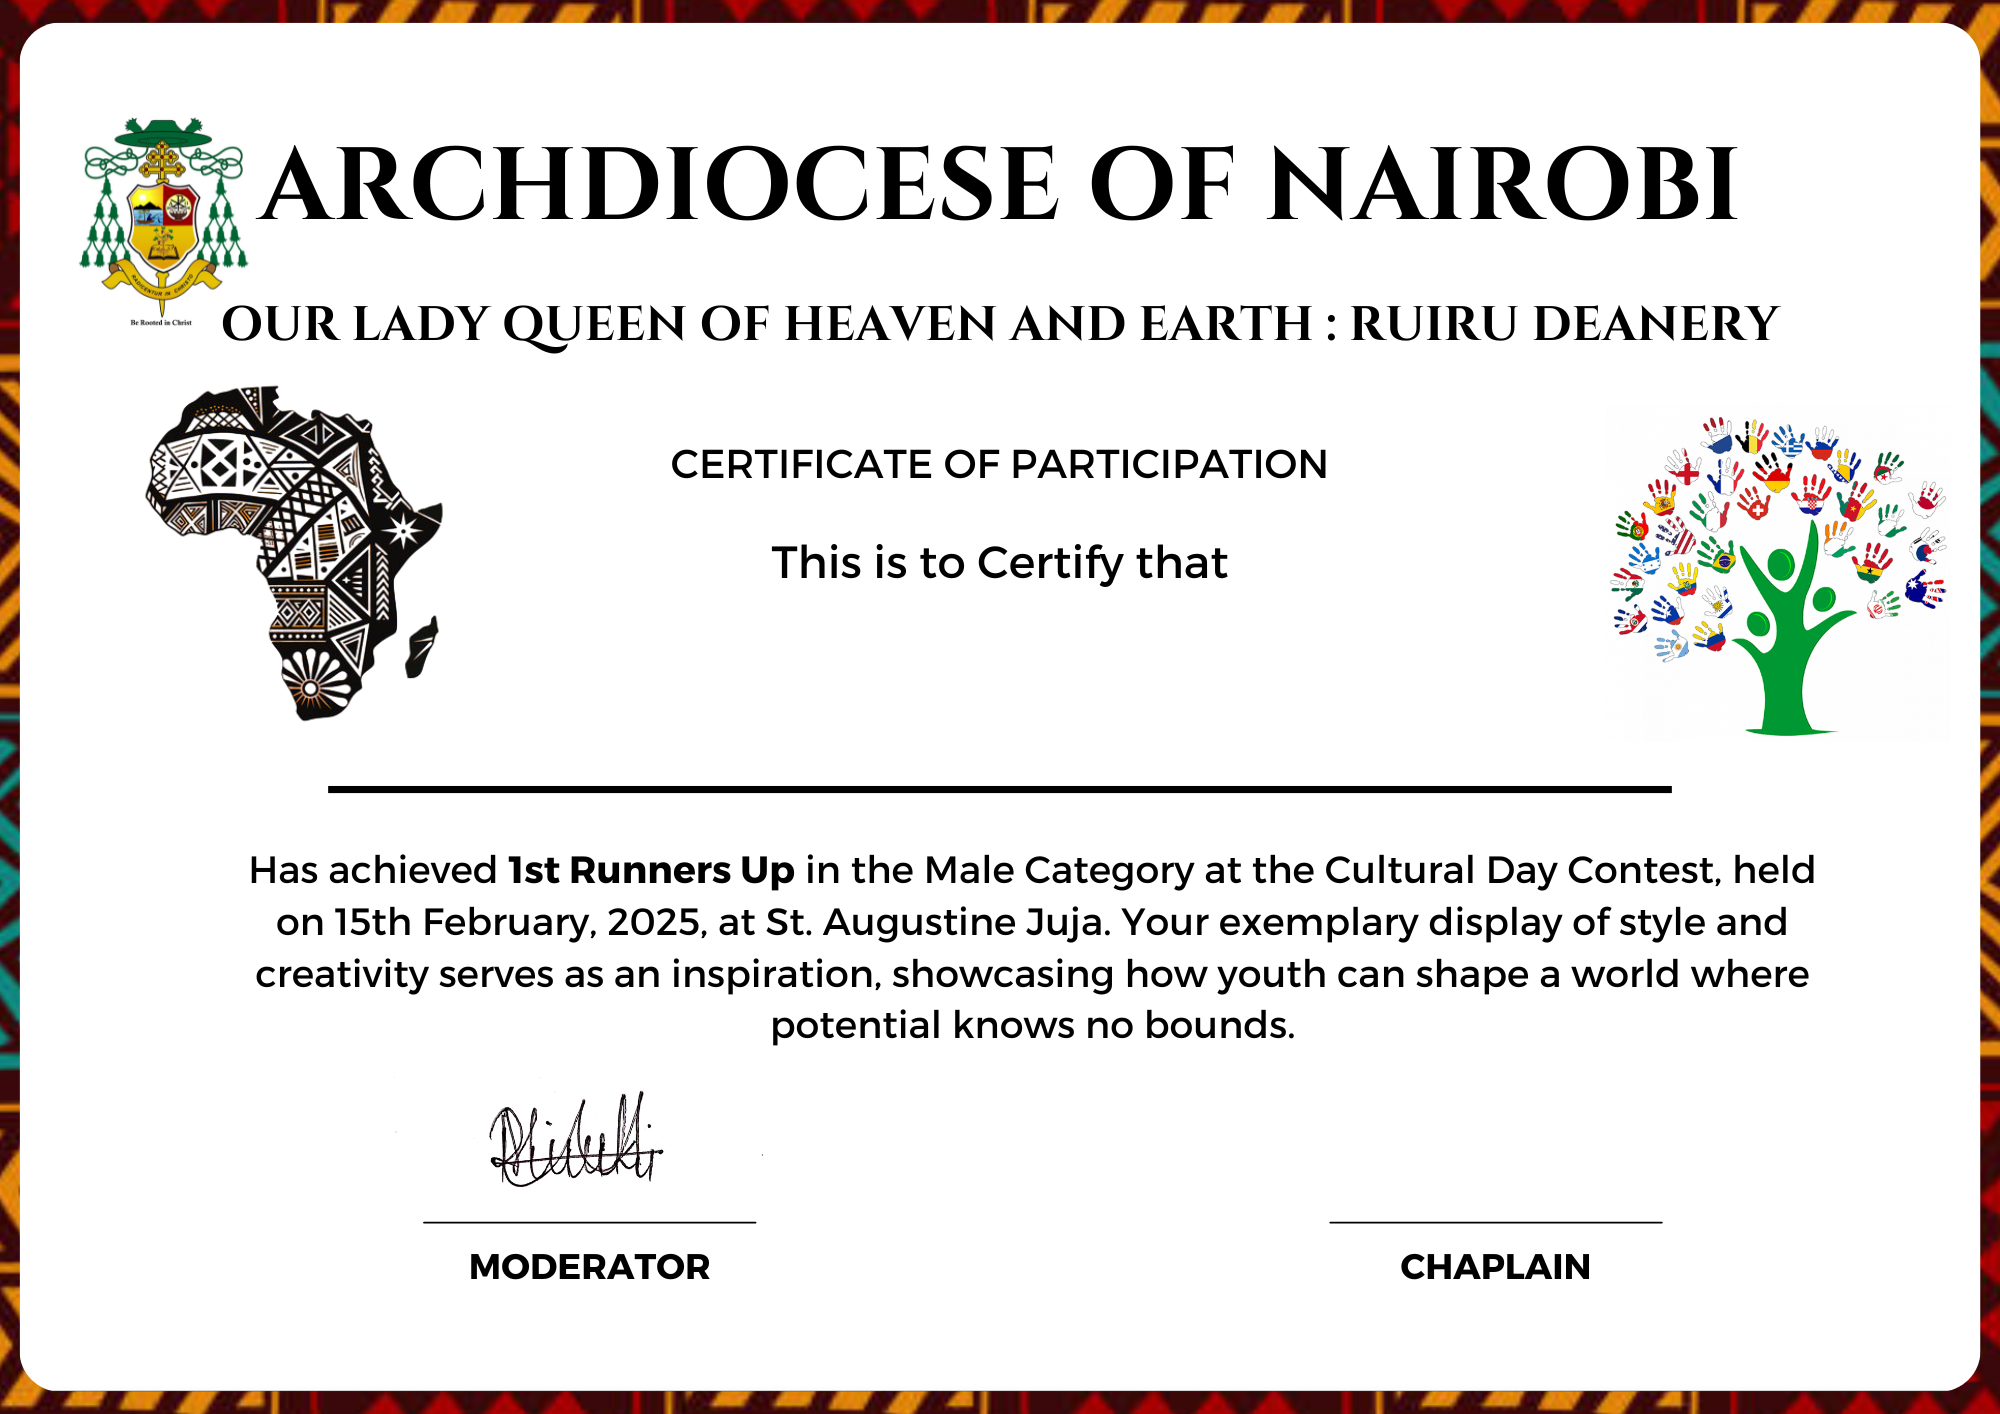 ARCHDIOCESE OF NAIROBI
RADICENTUR IN CHRISTO
Be Rooted in Christ
OUR LADY QUEEN OF HEAVEN AND EARTH : RUIRU DEANERY
CERTIFICATE OF PARTICIPATION
This is to Certify that
Has achieved 1st Runners Up in the Male Category at the Cultural Day Contest, held
on 15th February, 2025, at St. Augustine Juja. Your exemplary display of style and
creativity serves as an inspiration, showcasing how youth can shape a world where
potential knows no bounds.
MODERATOR
CHAPLAIN